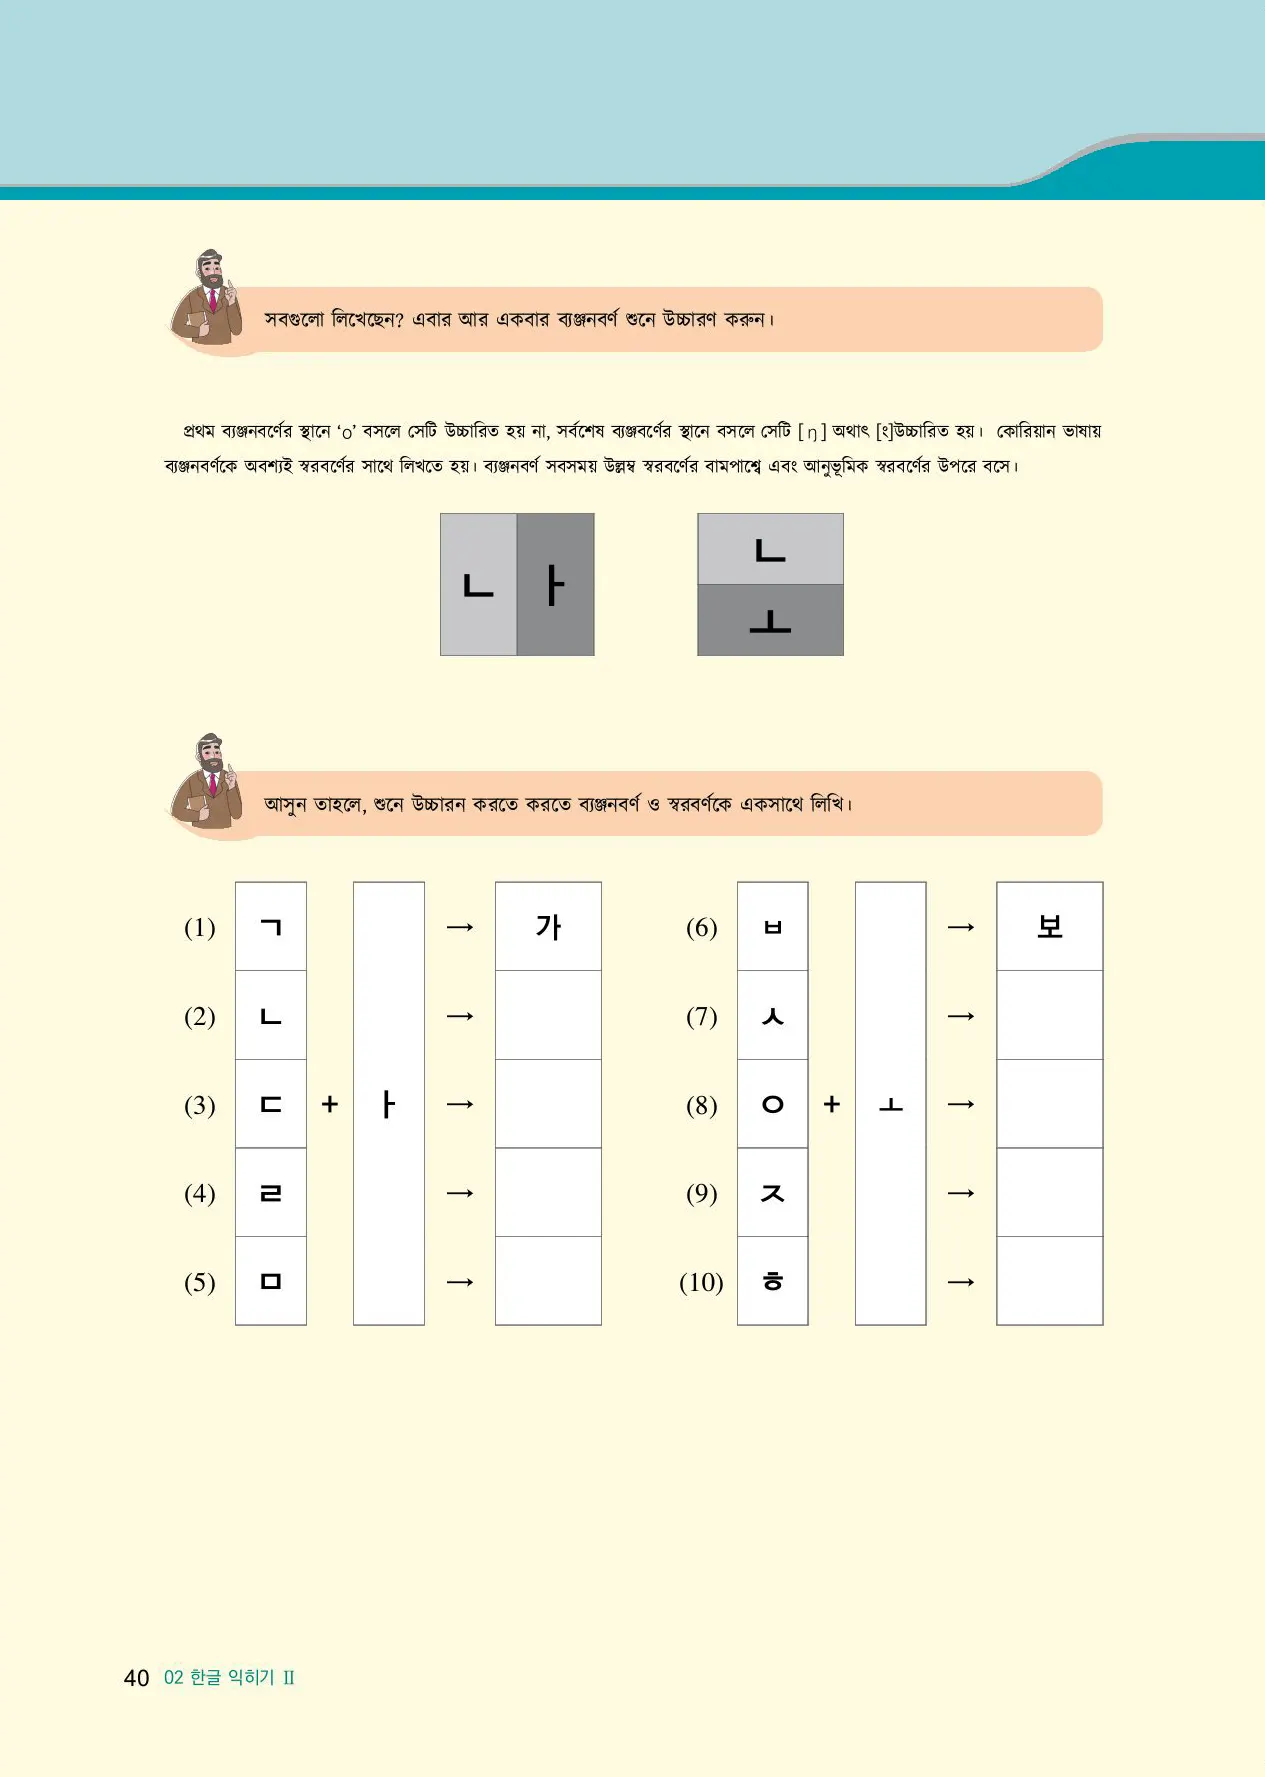 সবগুলো লিখেছেন? এবার আর একবার ব্যঞ্জনবর্ণ শুনে উচ্চারণ করুন।
প্রথম ব্যঞ্জনবর্ণের স্থানে ‘ㅇ’ বসলে সেটি উচ্চারিত হয় না, সর্বশেষ ব্যঞ্জবর্ণের স্থানে বসলে সেটি [ŋ] অথাৎ [ং]উচ্চারিত হয়। কোরিয়ান ভাষায়
ব্যঞ্জনবর্ণকে অবশ্যই স্বরবর্ণের সাথে লিখতে হয়। ব্যঞ্জনবর্ণ সবসময় উল্লম্ব স্বরবর্ণের বামপাশ্বে এবং আনুভূমিক স্বরবর্ণের উপরে বসে।
ㄴ ㅏ
ㄴ
ㅗ
আসুন তাহলে, শুনে উচ্চারন করতে করতে ব্যঞ্জনবর্ণ ও স্বরবর্ণকে একসাথে লিখি।
(1) ㄱ → 가
(2) ㄴ →
(3) ㄷ + ㅏ →
(4) ㄹ →
(5) ㅁ →
(6) ㅂ → 보
(7) ㅅ →
(8) ㅇ + ㅗ →
(9) ㅈ →
(10) ㅎ →
40 02 한글 익히기 Ⅱ